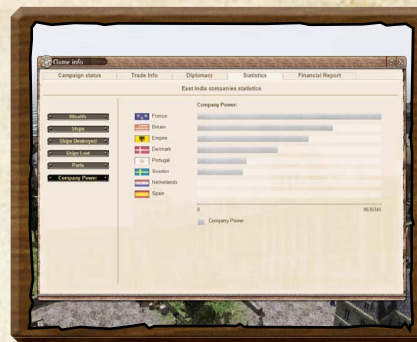 Game info
Campaign status
Trade Info
Diplomacy
Statistics
Financial Report
East india companies statistics
Wealth
Ships
Ships Destroyed
Ships Lost
Ports
Company Power
Company Power:
France
Britain
Empire
Denmark
Portugal
Sweden
Netherlands
Spain
0
Company Power